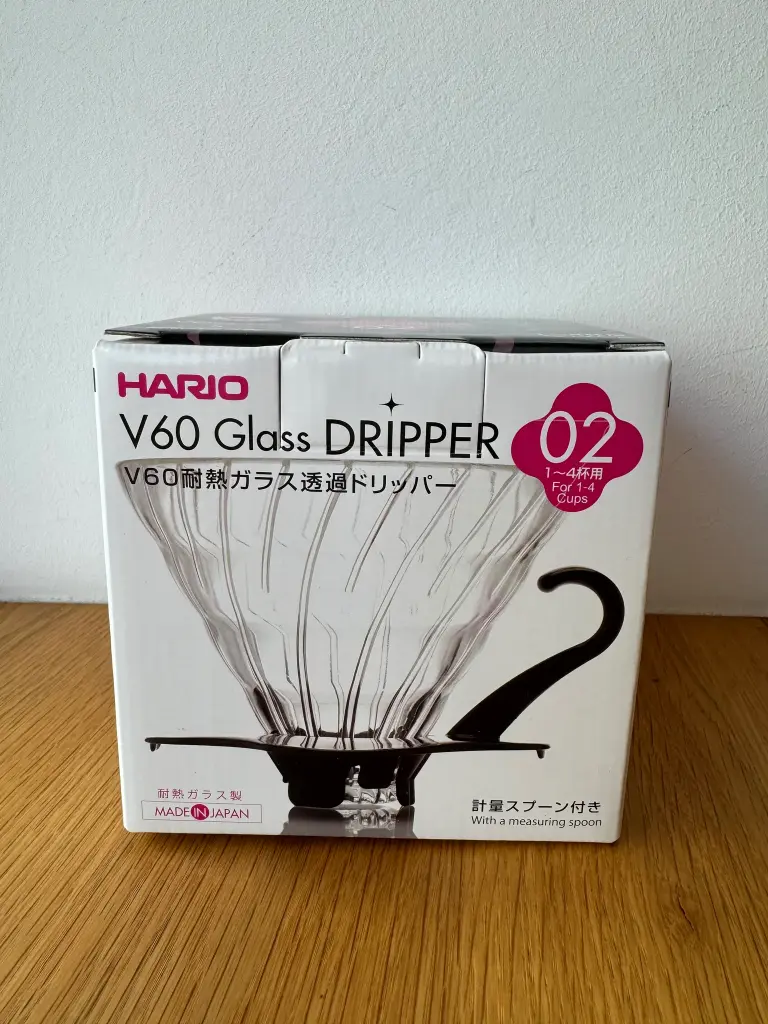 HARIO
V60 Glass DRIPPER
V60耐熱ガラス透過ドリッパー
02
1～4杯用
For 1-4
Cups
耐熱ガラス製
MADE IN JAPAN
計量スプーン付き
With a measuring spoon